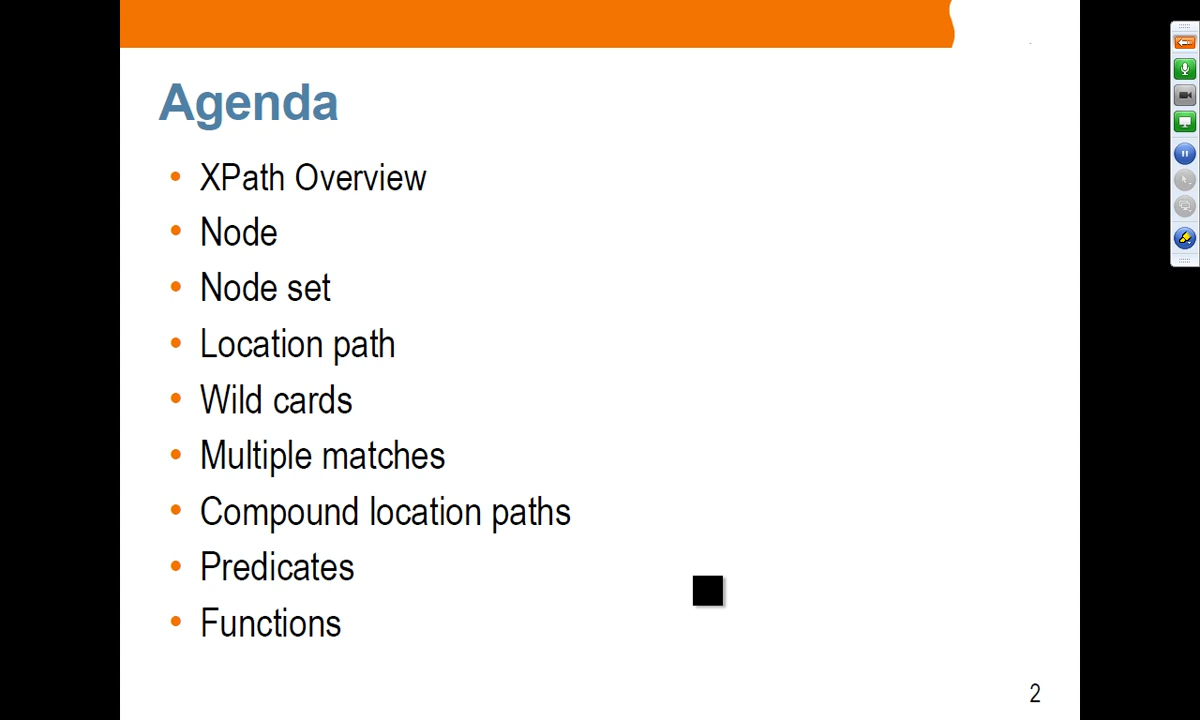 Agenda
• XPath Overview
• Node
• Node set
• Location path
• Wild cards
• Multiple matches
• Compound location paths
• Predicates
• Functions
2